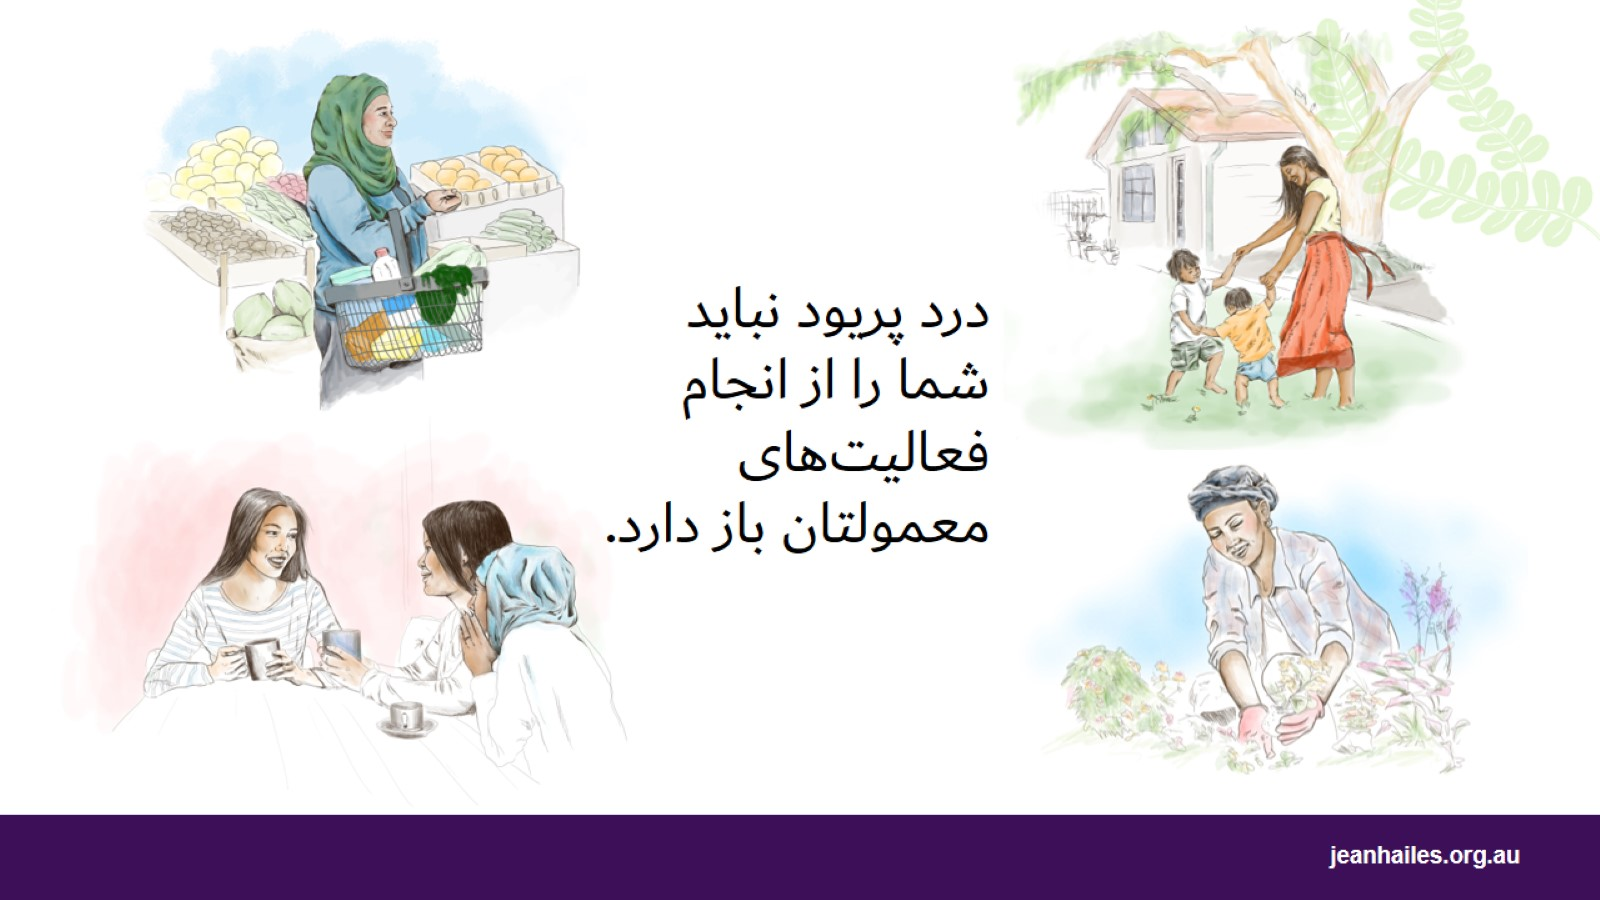 درد پریود نباید
شما را از انجام
فعالیت‌های
معمولتان باز دارد.
jeanhailes.org.au